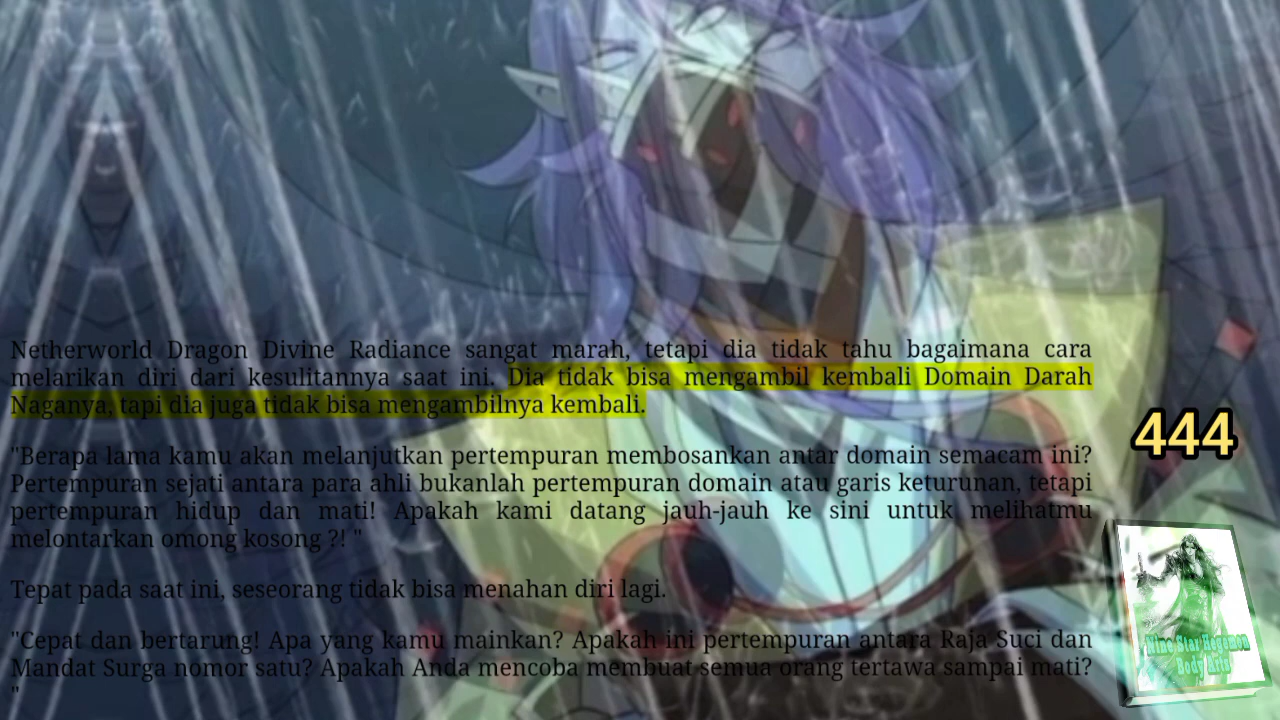 Netherworld Dragon Divine Radiance sangat marah, tetapi dia tidak tahu bagaimana cara
melarikan diri dari kesulitannya saat ini. Dia tidak bisa mengambil kembali Domain Darah
Naganya, tapi dia juga tidak bisa mengambilnya kembali.
"Berapa lama kamu akan melanjutkan pertempuran membosankan antar domain semacam ini?
Pertempuran sejati antara para ahli bukanlah pertempuran domain atau garis keturunan, tetapi
pertempuran hidup dan mati! Apakah kami datang jauh-jauh ke sini untuk melihatmu
melontarkan omong kosong ?! "
Tepat pada saat ini, seseorang tidak bisa menahan diri lagi.
"Cepat dan bertarung! Apa yang kamu mainkan? Apakah ini pertempuran antara Raja Suci dan
Mandat Surga nomor satu? Apakah Anda mencoba membuat semua orang tertawa sampai mati?
"
444
Nine Star Hegemon
Body Arts